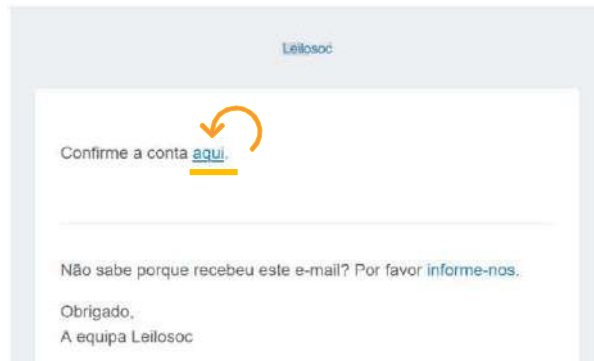 Leilosoc
Confirme a conta aqui.
Não sabe porque recebeu este e-mail? Por favor informe-nos.
Obrigado,
A equipa Leilosoc